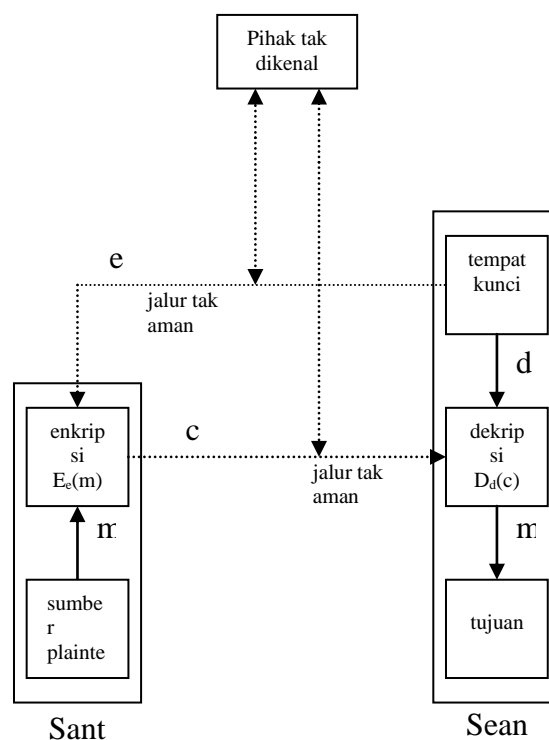 Pihak tak
dikenal
e
tempat
kunci
jalur tak
aman
d
enkrip
si
Eₑ(m)
c
dekrip
si
D_d(c)
jalur tak
aman
m
m
sumbe
r
plainte
tujuan
Sant
Sean